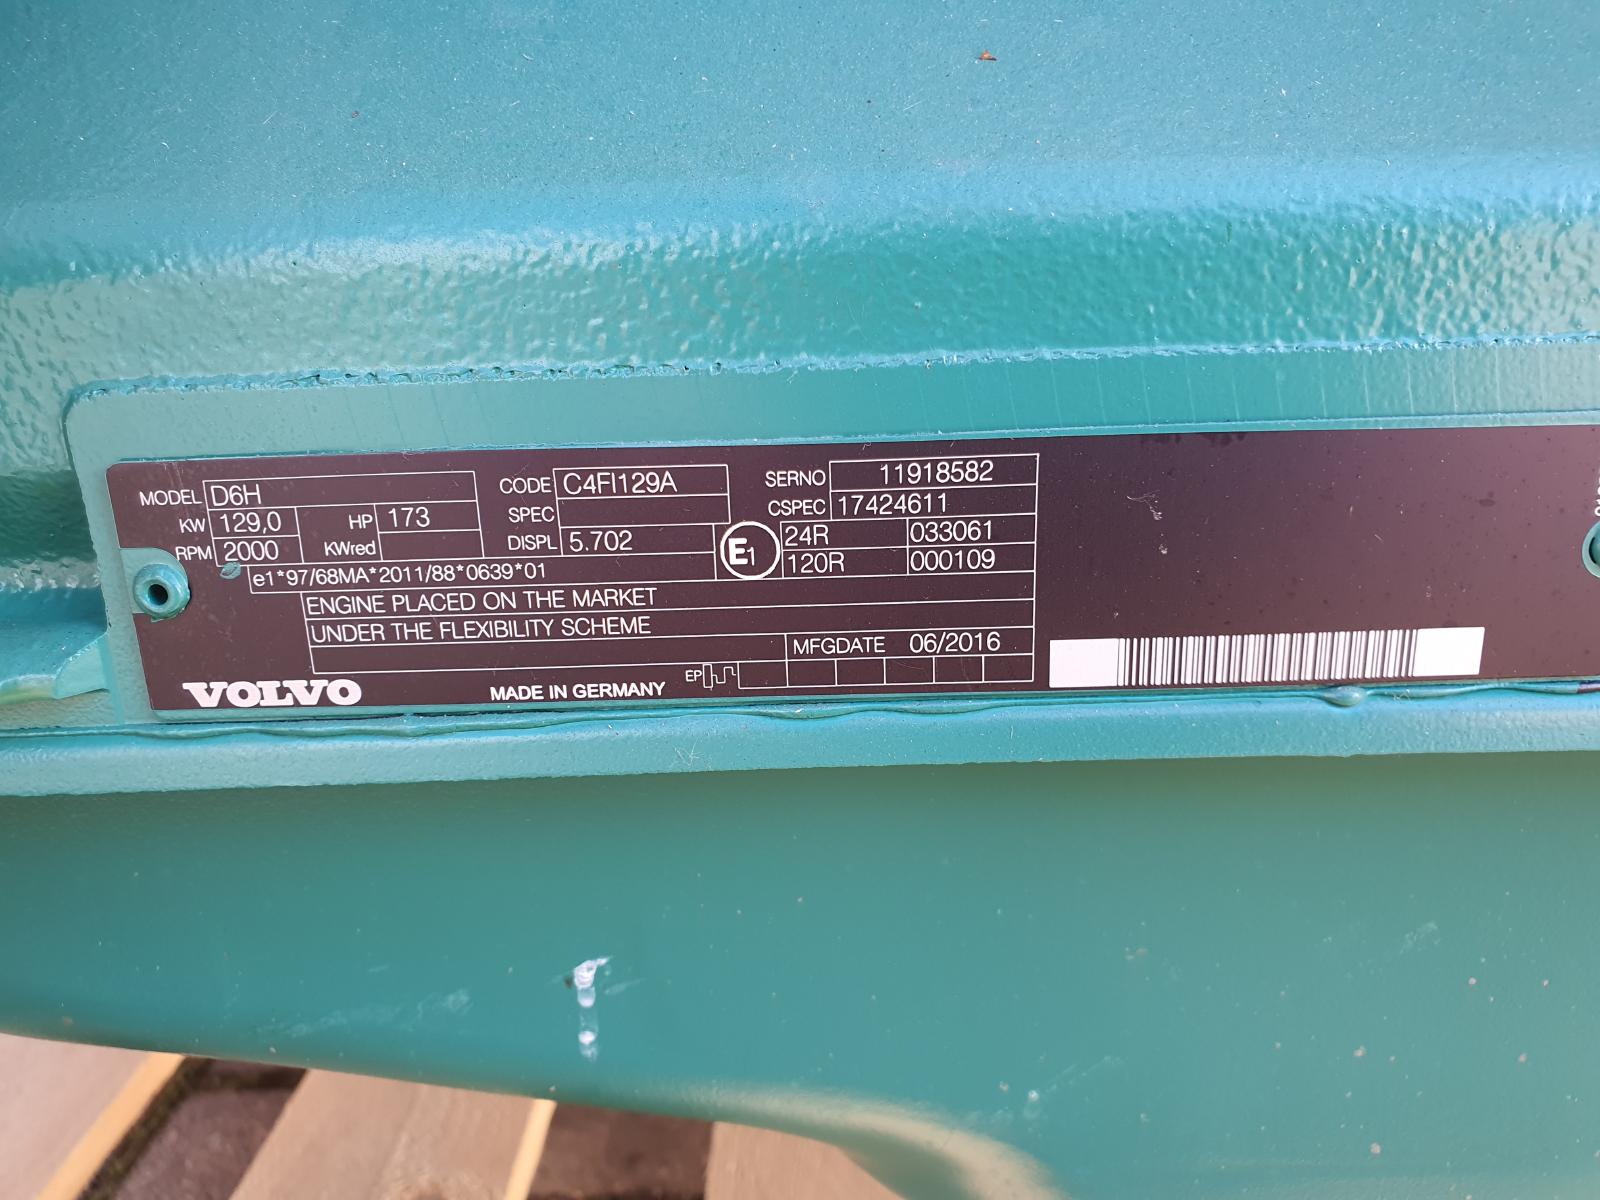 MODEL D6H CODE C4FI129A SERNO 11918582
KW 129,0 HP 173 SPEC CSPEC 17424611
RPM 2000 KWred DISPL 5.702 E1 24R 033061
120R 000109
e1*97/68MA*2011/88*0639*01
ENGINE PLACED ON THE MARKET
UNDER THE FLEXIBILITY SCHEME
MFGDATE 06/2016
VOLVO MADE IN GERMANY EP